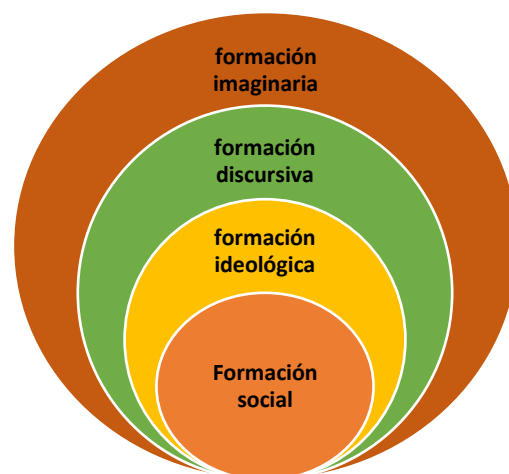 formación
imaginaria
formación
discursiva
formación
ideológica
Formación
social